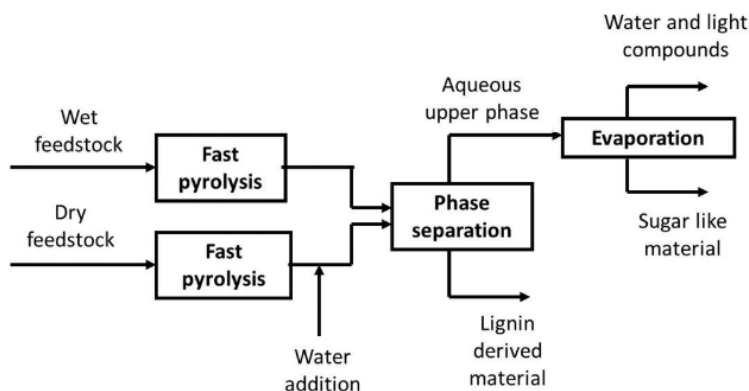 Water and light
compounds
Aqueous
upper phase
Evaporation
Wet
feedstock
Fast
pyrolysis
Phase
separation
Sugar like
material
Dry
feedstock
Fast
pyrolysis
Water
addition
Lignin
derived
material